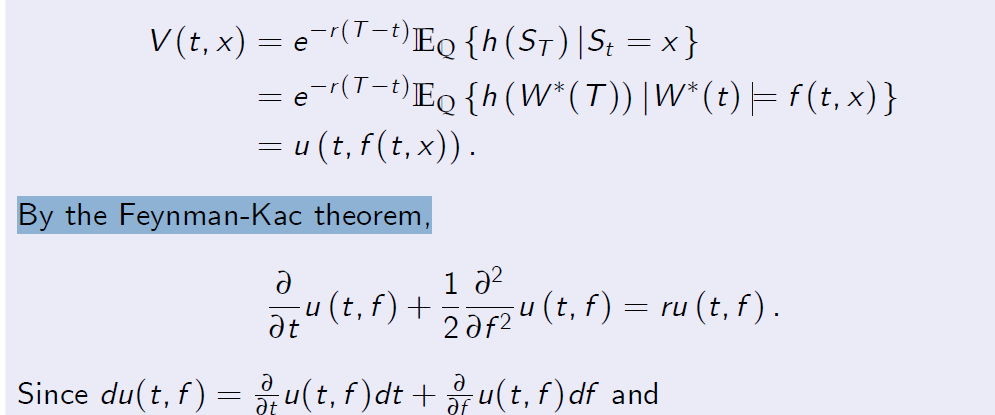 V(t, x) = e^{−r(T−t)} 𝔼_ℚ {h (S_T) |S_t = x}
= e^{−r(T−t)} 𝔼_ℚ {h (W*(T)) |W*(t) |= f(t, x)}
= u (t, f(t, x)) .
By the Feynman-Kac theorem,
∂/∂t u (t, f) + 1/2 ∂²/∂f² u (t, f) = ru (t, f) .
Since du(t, f) = ∂/∂t u(t, f)dt + ∂/∂f u(t, f)df and